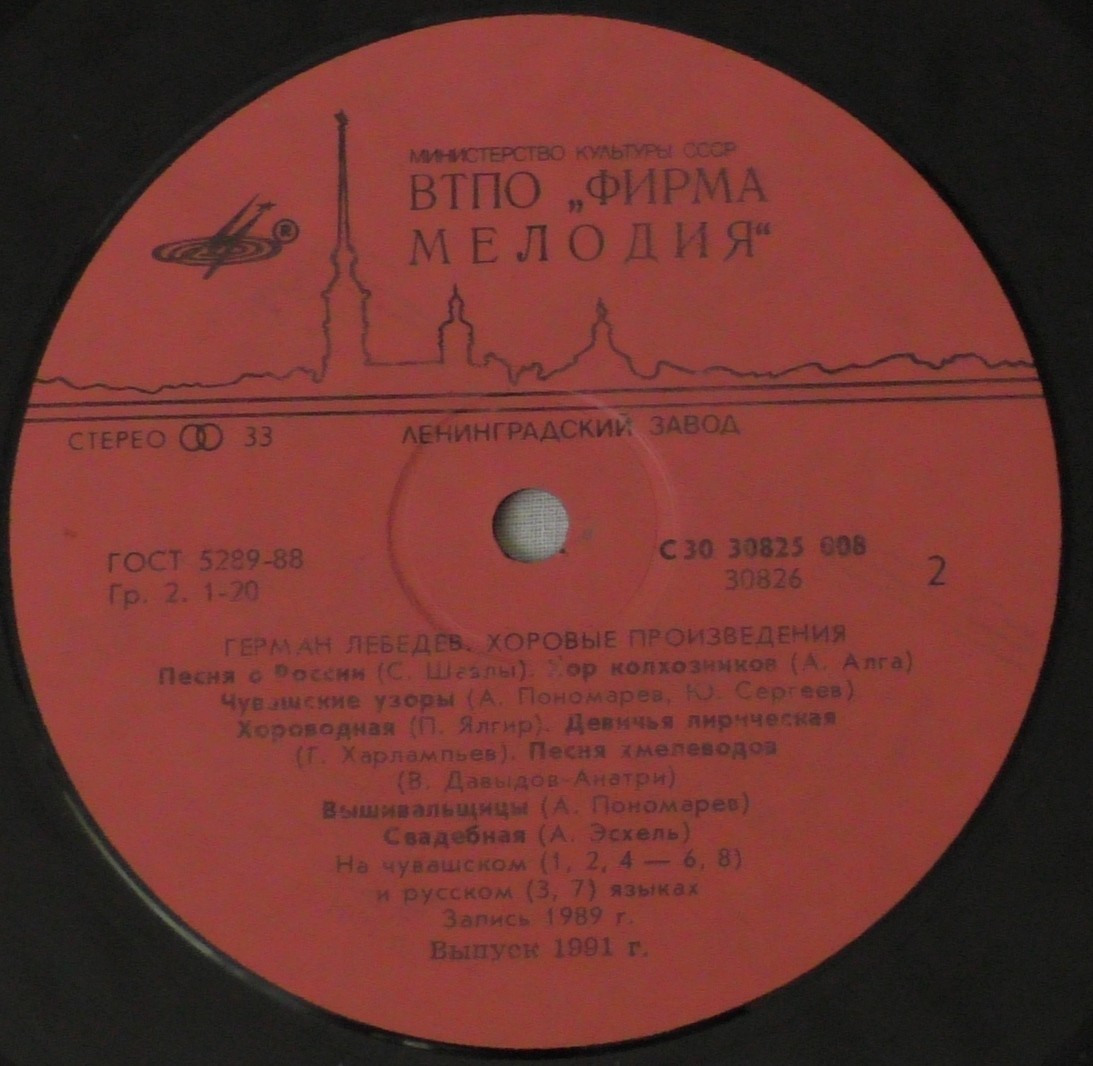 МИНИСТЕРСТВО КУЛЬТУРЫ СССР
ВТПО „ФИРМА
МЕЛОДИЯ“
®
СТЕРЕО 33
ЛЕНИНГРАДСКИЙ ЗАВОД
ГОСТ 5289-88
Гр. 2. 1-20
С30 30825 008
30826
2
ГЕРМАН ЛЕБЕДЕВ. ХОРОВЫЕ ПРОИЗВЕДЕНИЯ
Песня о России (С. Шавлы). Хор колхозников (А. Алга)
Чувашские узоры (А. Пономарев, Ю. Сергеев)
Хороводная (П. Ялгир). Девичья лирическая
(Г. Харлампьев). Песня хмелеводов
(В. Давыдов-Анатри)
Вышивальщицы (А. Пономарев)
Свадебная (А. Эсхель)
На чувашском (1, 2, 4 — 6, 8)
и русском (3, 7) языках
Запись 1989 г.
Выпуск 1991 г.